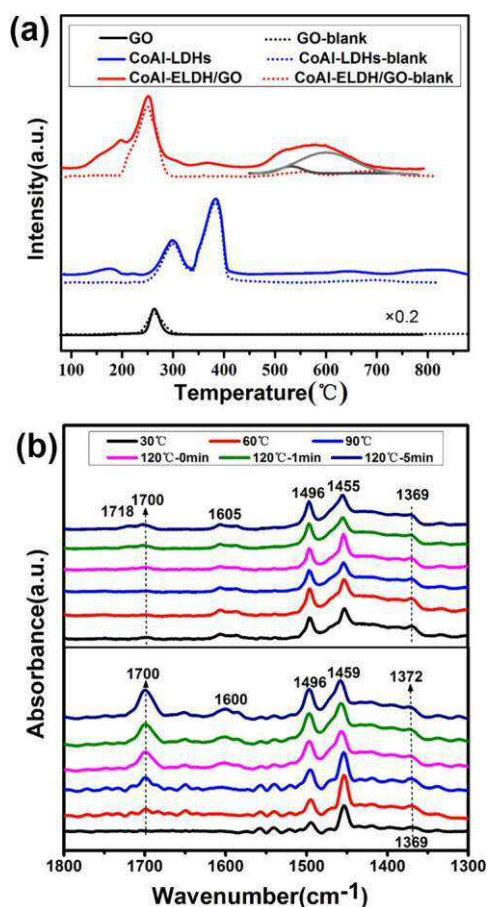 (a)
GO GO-blank
CoAl-LDHs CoAl-LDHs-blank
CoAl-ELDH/GO CoAl-ELDH/GO-blank
Intensity(a.u.)
×0.2
100 200 300 400 500 600 700 800
Temperature(℃)
(b)
30℃ 60℃ 90℃
120℃-0min 120℃-1min 120℃-5min
1718 1700 1605 1496 1455 1369
Absorbance(a.u.)
1700 1600 1496 1459 1372
1369
1800 1700 1600 1500 1400 1300
Wavenumber(cm-1)